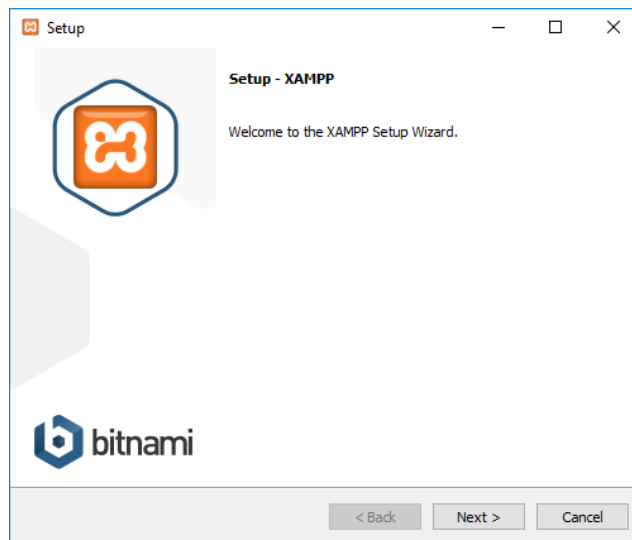 Setup
Setup - XAMPP
Welcome to the XAMPP Setup Wizard.
bitnami
< Back
Next >
Cancel